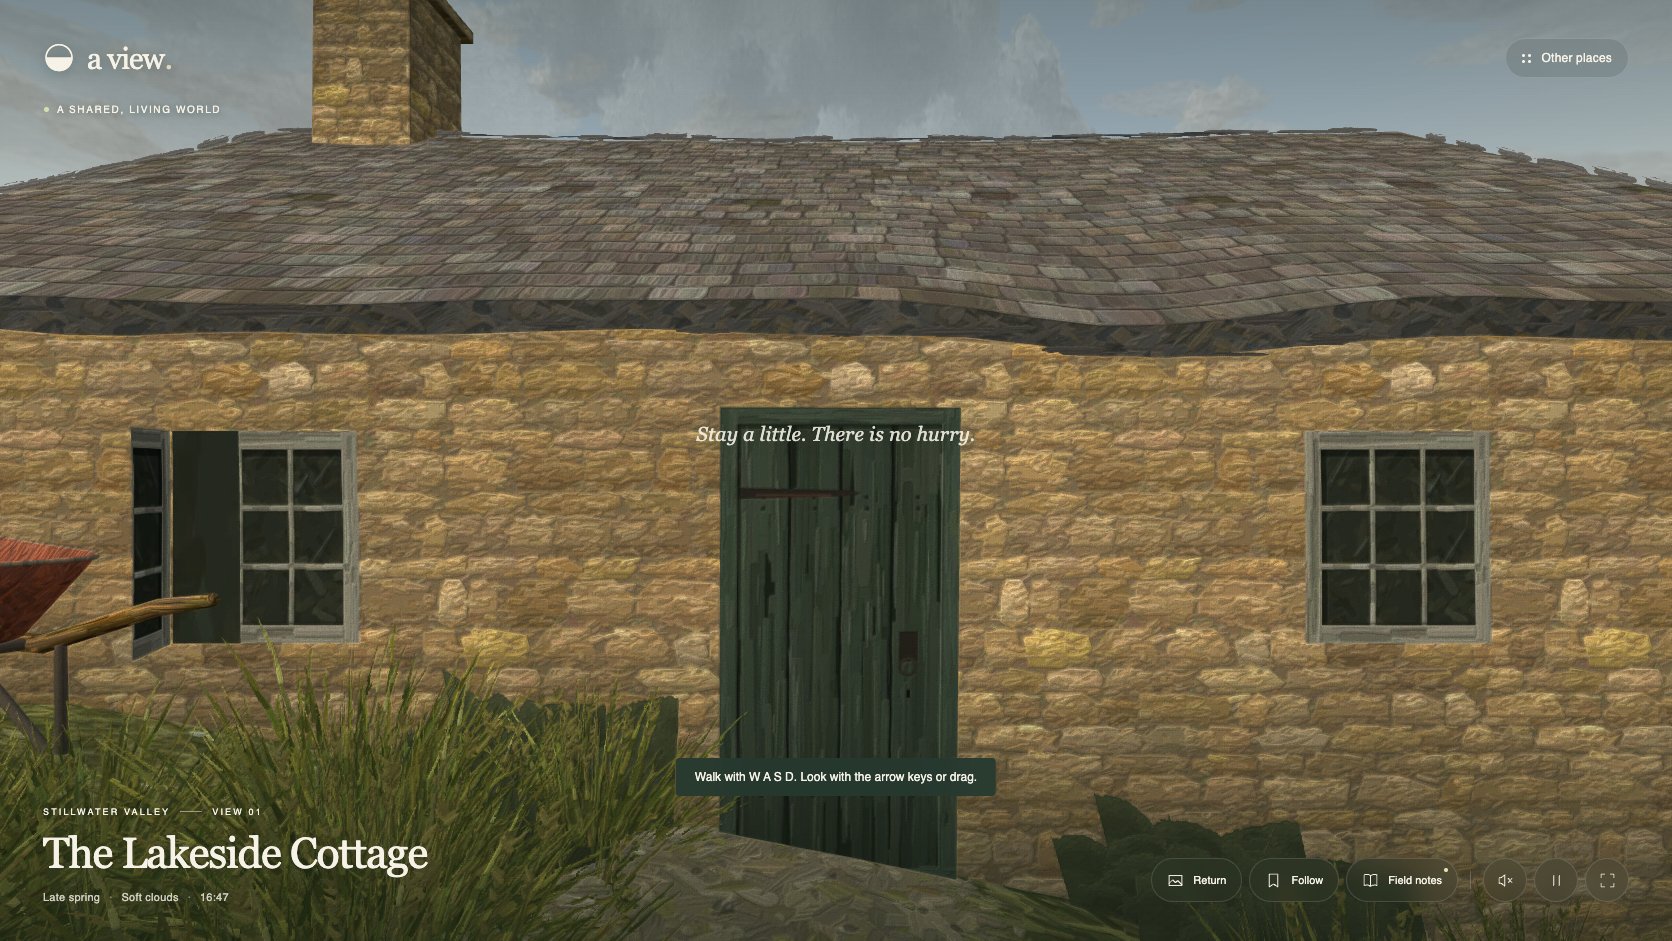 a view.
Other places
A SHARED, LIVING WORLD
Stay a little. There is no hurry.
Walk with W A S D. Look with the arrow keys or drag.
STILLWATER VALLEY — VIEW 01
The Lakeside Cottage
Late spring · Soft clouds · 16:47
Return
Follow
Field notes